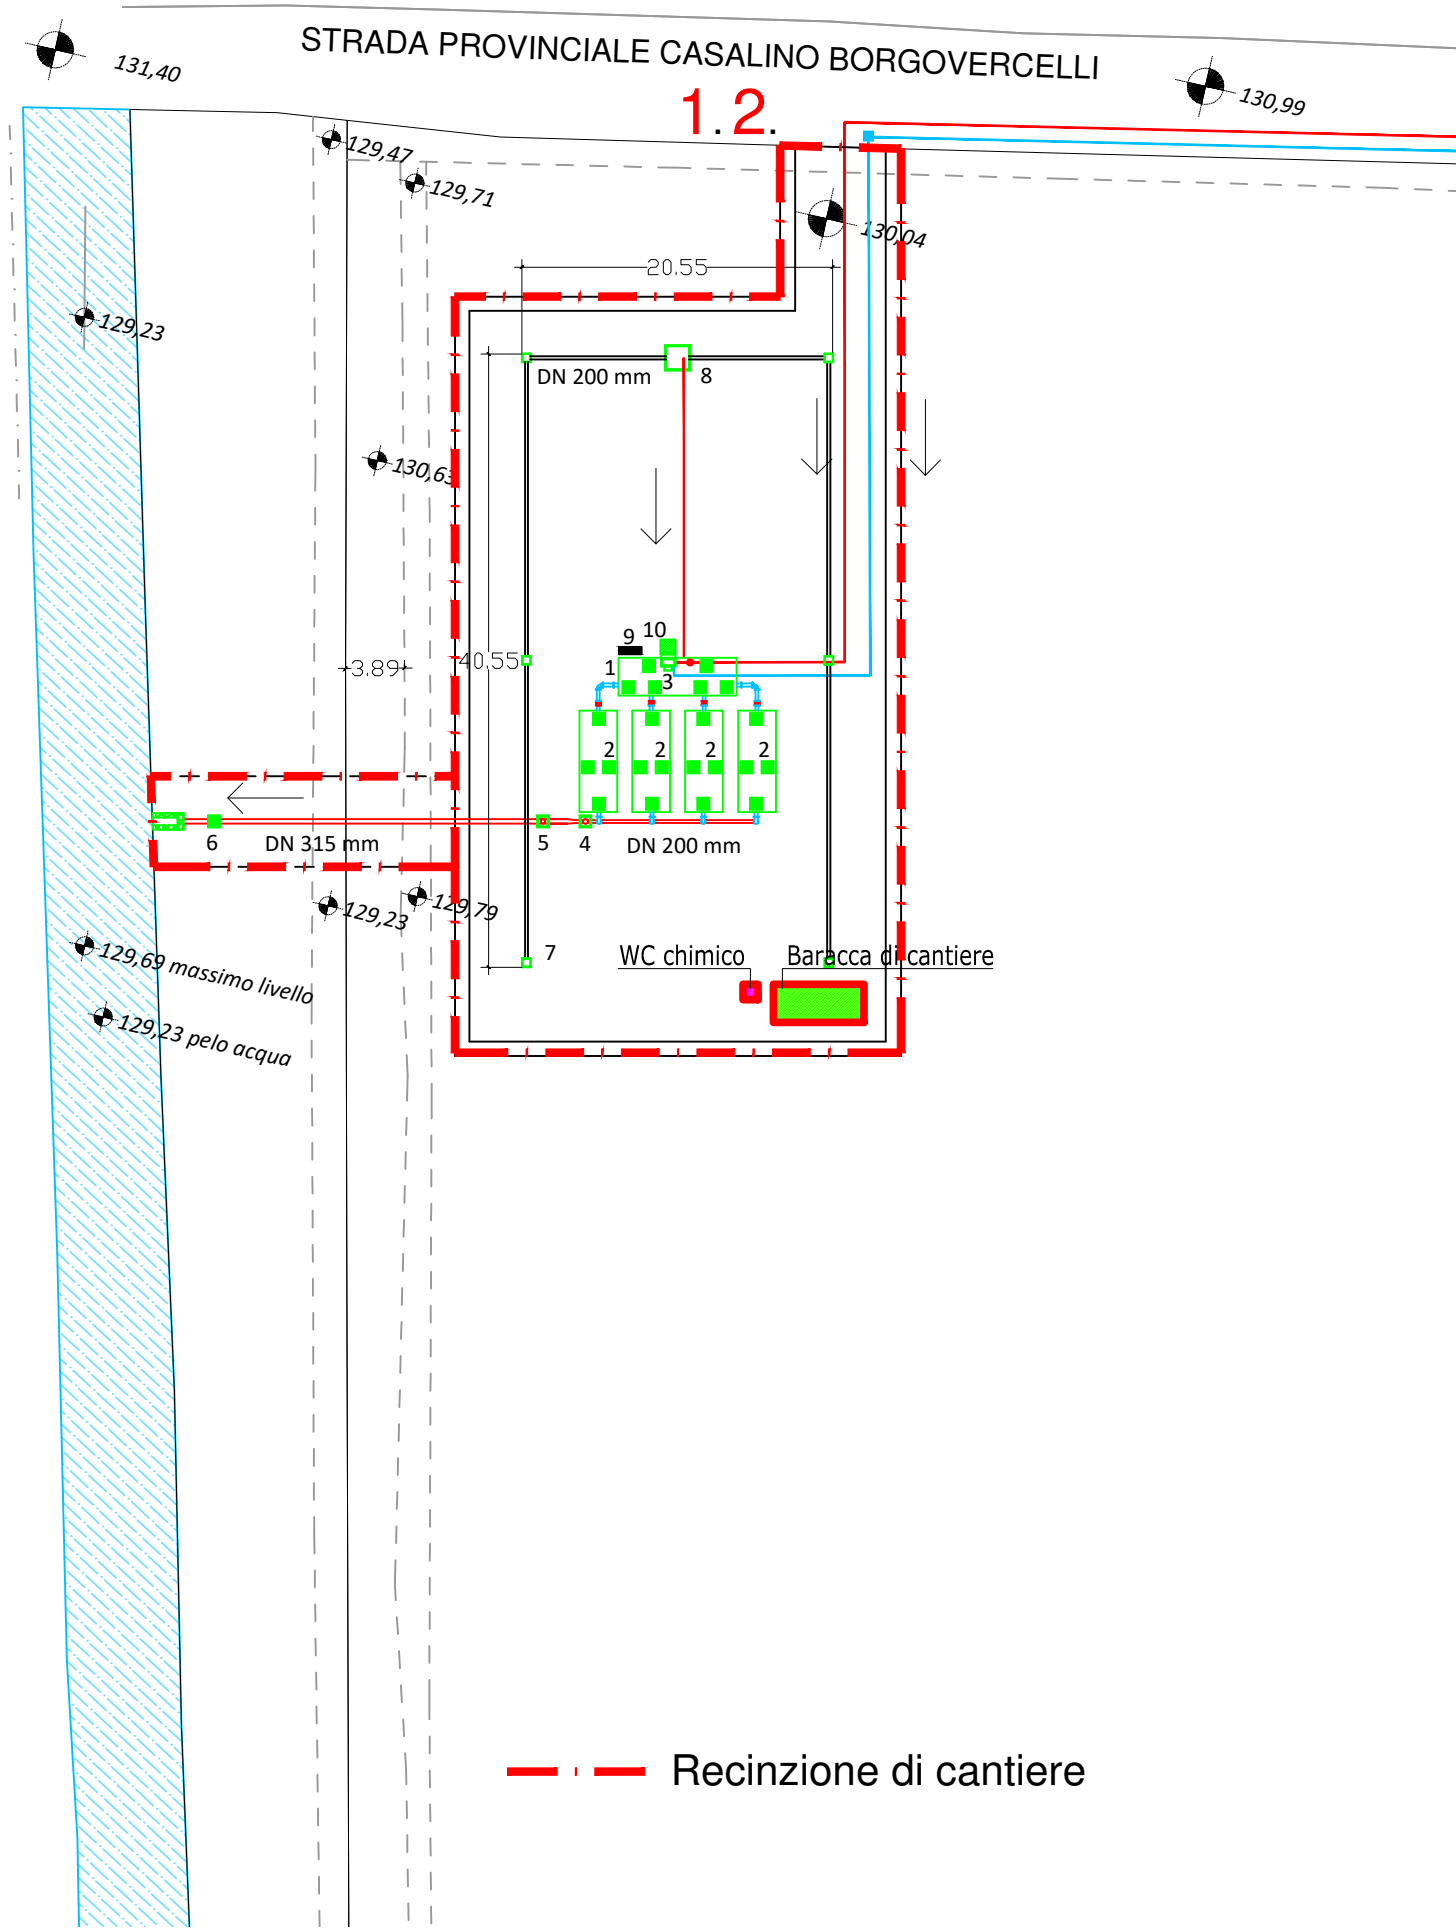 STRADA PROVINCIALE CASALINO BORGOVERCELLI
131,40
130,99
1. 2.
129,47
129,71
130,04
20.55
129,23
DN 200 mm
8
130,63
10
9
40.55
3.89
1
3
2
2
2
2
6
DN 315 mm
5
4
DN 200 mm
129,79
129,23
7
WC chimico
Baracca di cantiere
129,69 massimo livello
129,23 pelo acqua
Recinzione di cantiere